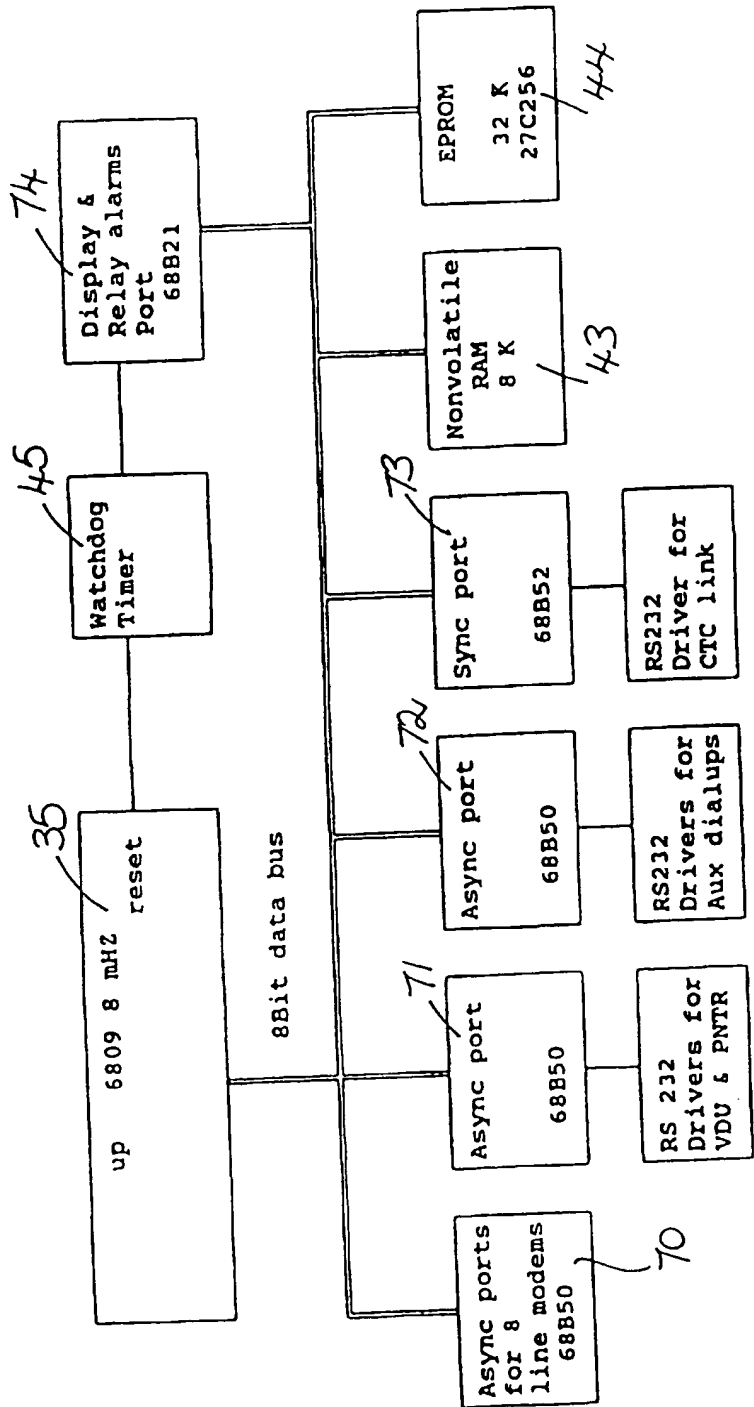 up 6809 8 mHZ
reset
35
Watchdog
Timer
45
Display &
Relay alarms
Port
68B21
74
8Bit data bus
Async ports
for 8
line modems
68B50
70
Async port
68B50
71
Async port
68B50
72
Sync port
68B52
73
Nonvolatile
RAM
8 K
43
EPROM
32 K
27C256
44
RS 232
Drivers for
VDU & PNTR
RS232
Drivers for
Aux dialups
RS232
Driver for
CTC link